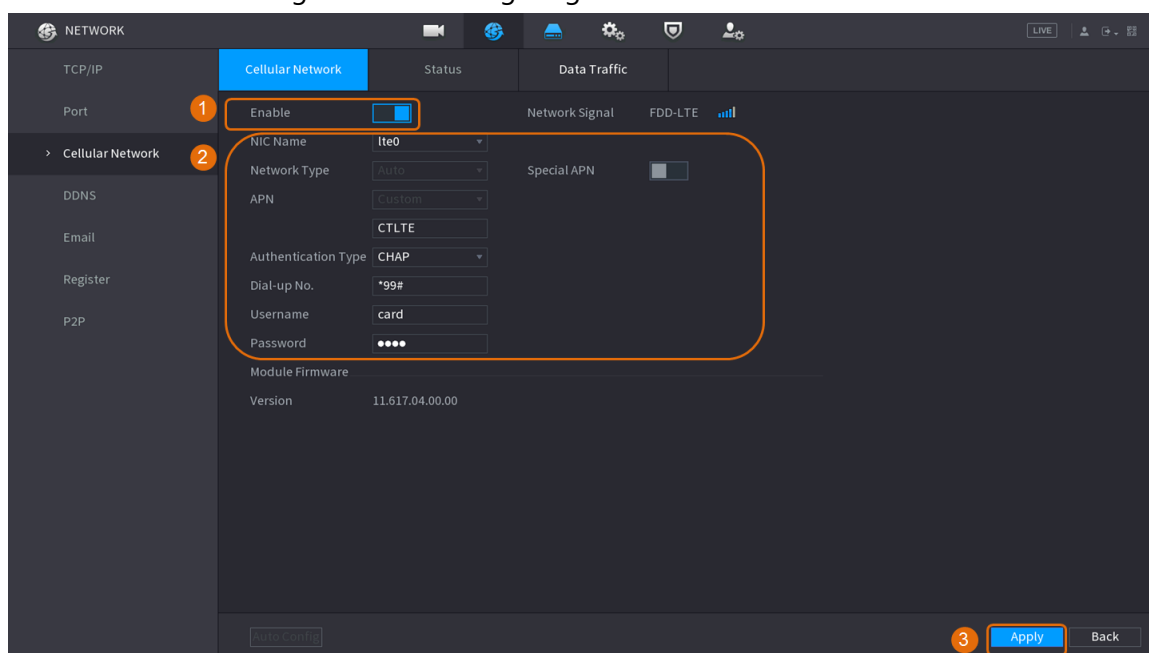 NETWORK
LIVE
TCP/IP
Cellular Network
Status
Data Traffic
Port
1
Enable
Network Signal
FDD-LTE
NIC Name
lte0
Cellular Network
2
Network Type
Auto
Special APN
DDNS
APN
Custom
CTLTE
Email
Authentication Type
CHAP
Register
Dial-up No.
*99#
Username
card
P2P
Password
••••
Module Firmware
Version
11.617.04.00.00
Auto Config
3
Apply
Back